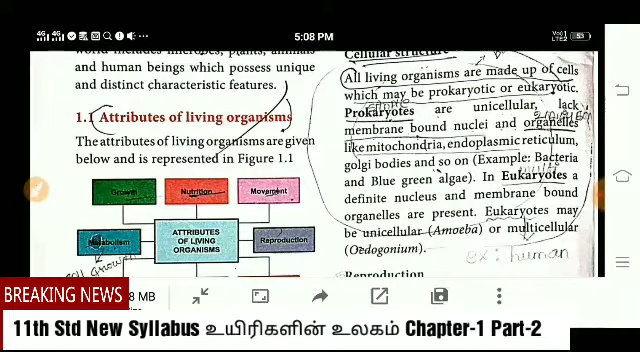 5:08 PM
53
world includes microbes, plants, animals
and human beings which possess unique
and distinct characteristic features.
1.1 Attributes of living organisms
The attributes of living organisms are given
below and is represented in Figure 1.1
Growth
Nutrition
Movement
Metabolism
ATTRIBUTES
OF LIVING
ORGANISMS
Reproduction
Cellular structure
All living organisms are made up of cells
which may be prokaryotic or eukaryotic.
Prokaryotes are unicellular, lack
membrane bound nuclei and organelles
like mitochondria, endoplasmic reticulum,
golgi bodies and so on (Example: Bacteria
and Blue green algae). In Eukaryotes a
definite nucleus and membrane bound
organelles are present. Eukaryotes may
be unicellular (Amoeba) or multicellular
(Oedogonium).
ex: human
Reproduction
BREAKING NEWS
8 MB
11th Std New Syllabus உயிரிகளின் உலகம் Chapter-1 Part-2